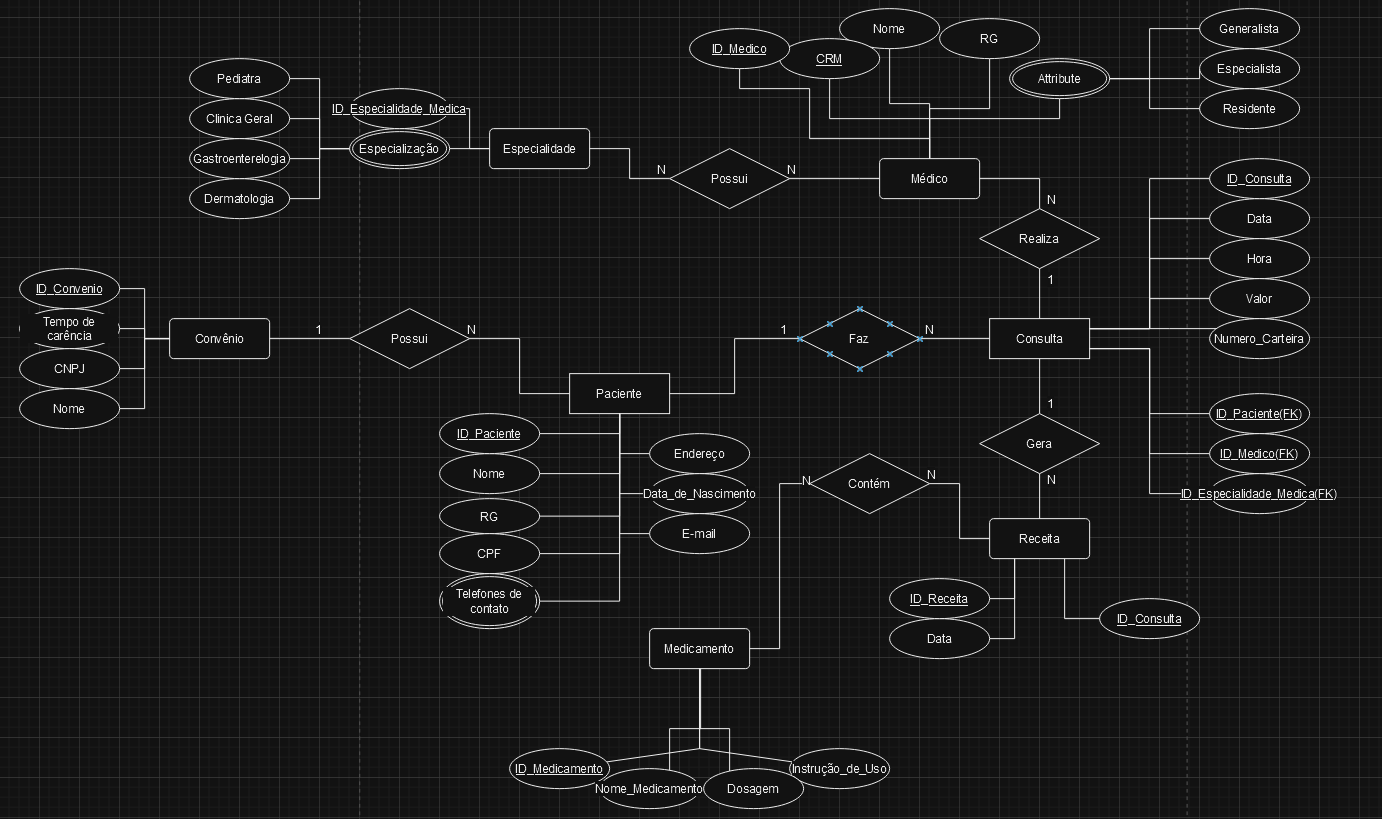 Nome
RG
ID_Medico
CRM
Attribute
Generalista
Especialista
Residente
Pediatra
Clinica Geral
Gastroenterelogia
Dermatologia
ID_Especialidade_Medica
Especialização
Especialidade
N
Possui
N
Médico
N
Realiza
1
ID_Consulta
Data
Hora
Valor
Numero_Carteira
ID_Convenio
Tempo de
carência
CNPJ
Nome
Convênio
1
Possui
N
Paciente
1
Faz
N
Consulta
ID_Paciente(FK)
ID_Medico(FK)
ID_Especialidade_Medica(FK)
1
Gera
N
ID_Paciente
Nome
RG
CPF
Telefones de
contato
Endereço
Data_de_Nascimento
E-mail
N
Contém
N
Receita
ID_Receita
Data
ID_Consulta
Medicamento
ID_Medicamento
Nome_Medicamento
Dosagem
Instrução_de_Uso